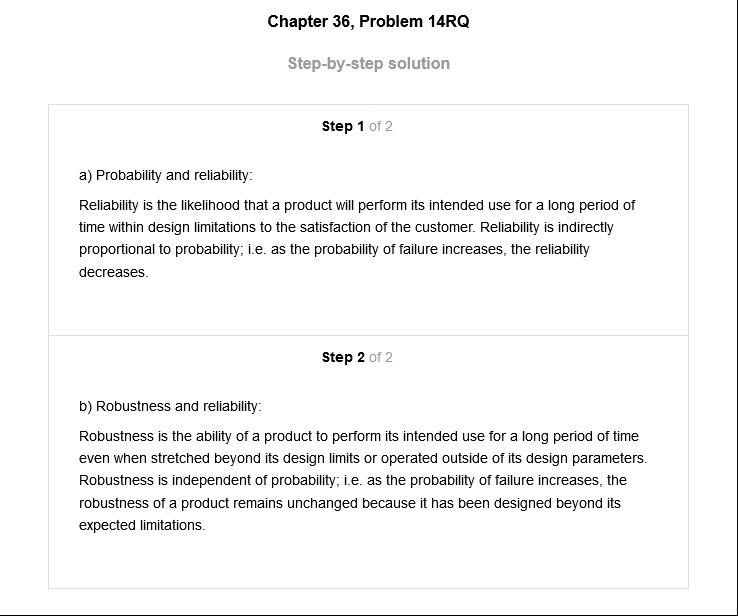 Chapter 36, Problem 14RQ
Step-by-step solution
Step 1 of 2
a) Probability and reliability:
Reliability is the likelihood that a product will perform its intended use for a long period of
time within design limitations to the satisfaction of the customer. Reliability is indirectly
proportional to probability; i.e. as the probability of failure increases, the reliability
decreases.
Step 2 of 2
b) Robustness and reliability:
Robustness is the ability of a product to perform its intended use for a long period of time
even when stretched beyond its design limits or operated outside of its design parameters.
Robustness is independent of probability; i.e. as the probability of failure increases, the
robustness of a product remains unchanged because it has been designed beyond its
expected limitations.